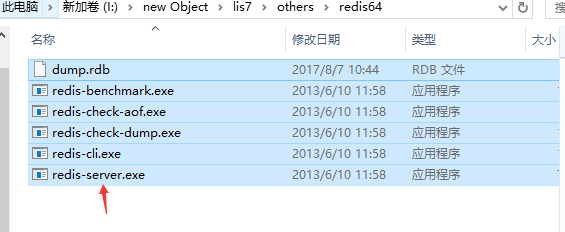 此电脑 > 新加卷 (I:) > new Object > lis7 > others > redis64
名称 修改日期 类型 大小
dump.rdb 2017/8/7 10:44 RDB 文件
redis-benchmark.exe 2013/6/10 11:58 应用程序
redis-check-aof.exe 2013/6/10 11:58 应用程序
redis-check-dump.exe 2013/6/10 11:58 应用程序
redis-cli.exe 2013/6/10 11:58 应用程序
redis-server.exe 2013/6/10 11:58 应用程序